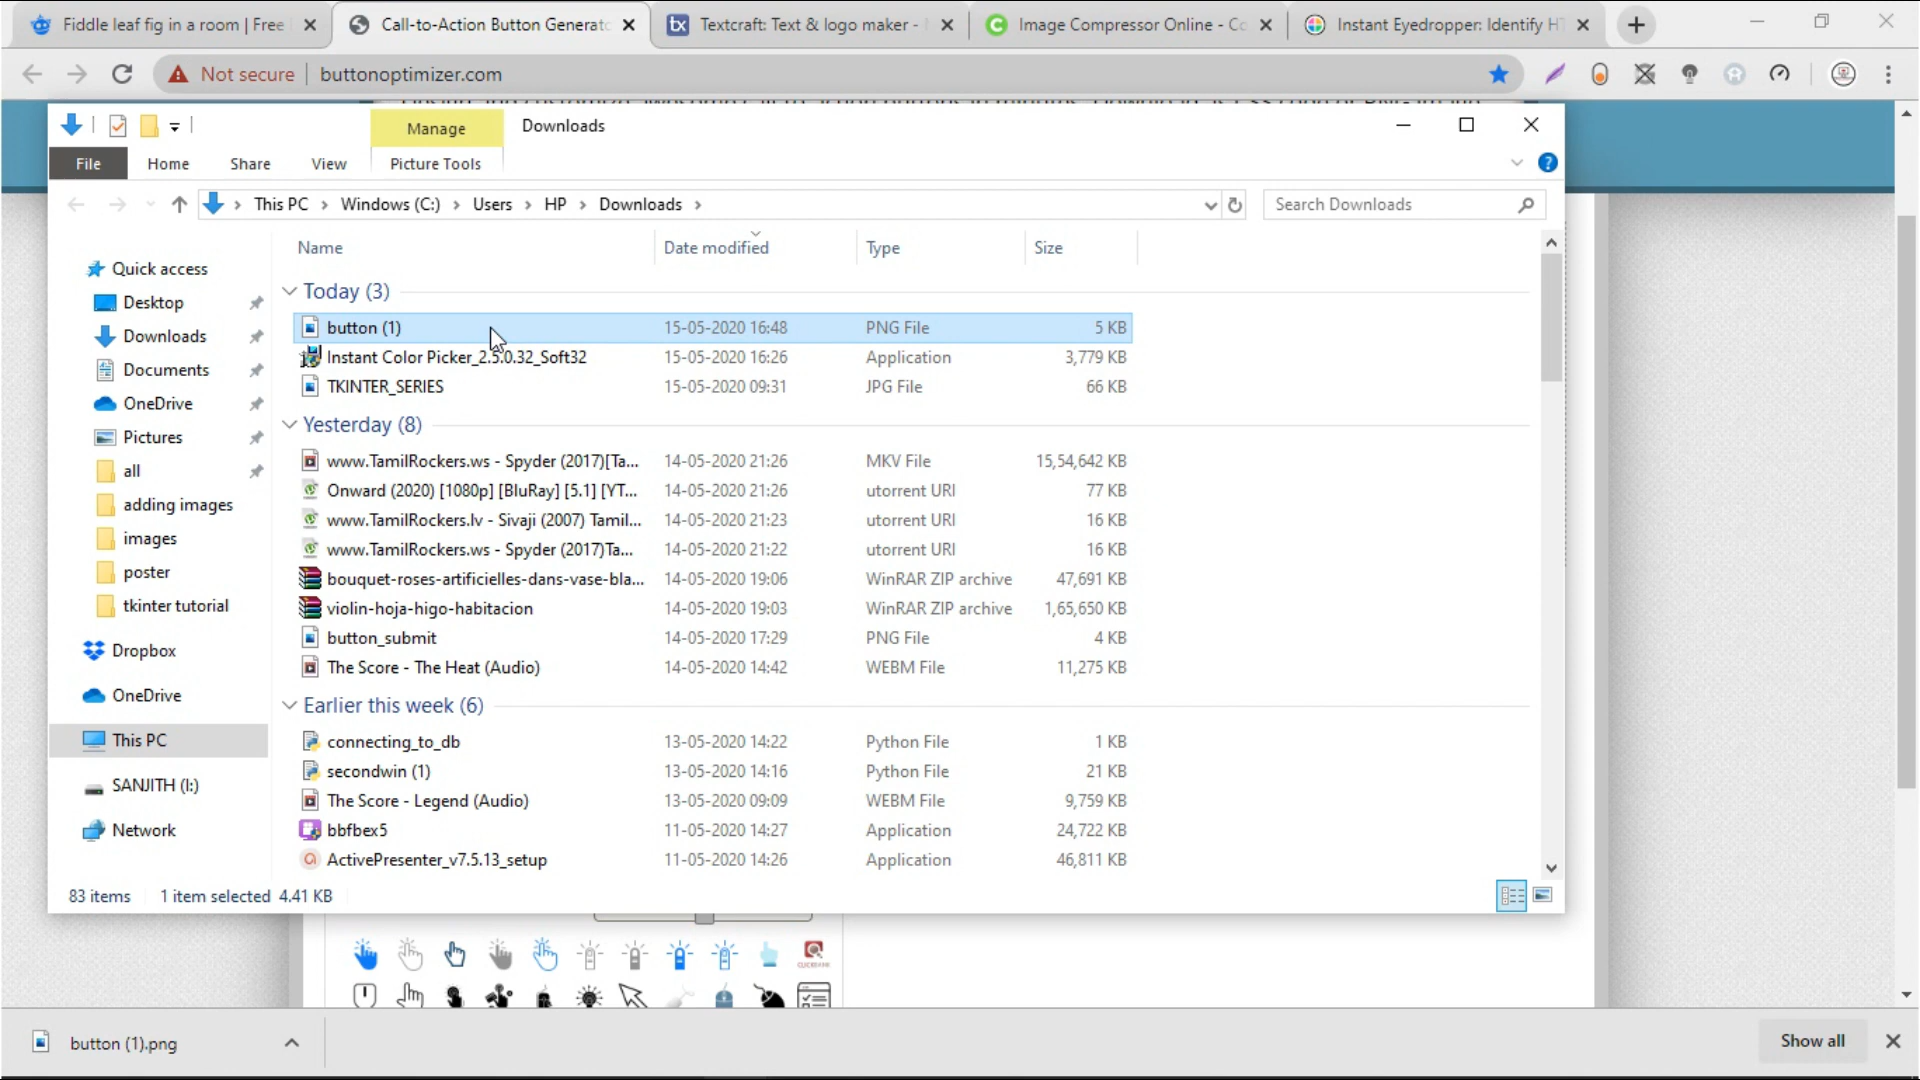 Fiddle leaf fig in a room | Free
Call-to-Action Button Generato
Textcraft: Text & logo maker -
Image Compressor Online - Co
Instant Eyedropper: Identify HT
Not secure
buttonoptimizer.com
Manage
Downloads
File
Home
Share
View
Picture Tools
This PC > Windows (C:) > Users > HP > Downloads >
Search Downloads
Name
Date modified
Type
Size
Quick access
Desktop
Downloads
Documents
OneDrive
Pictures
all
adding images
images
poster
tkinter tutorial
Dropbox
OneDrive
This PC
SANJITH (I:)
Network
Today (3)
button (1) 15-05-2020 16:48 PNG File 5 KB
Instant Color Picker_2.5.0.32_Soft32 15-05-2020 16:26 Application 3,779 KB
TKINTER_SERIES 15-05-2020 09:31 JPG File 66 KB
Yesterday (8)
www.TamilRockers.ws - Spyder (2017)[Ta... 14-05-2020 21:26 MKV File 15,54,642 KB
Onward (2020) [1080p] [BluRay] [5.1] [YT... 14-05-2020 21:26 utorrent URI 77 KB
www.TamilRockers.lv - Sivaji (2007) Tamil... 14-05-2020 21:23 utorrent URI 16 KB
www.TamilRockers.ws - Spyder (2017)Ta... 14-05-2020 21:22 utorrent URI 16 KB
bouquet-roses-artificielles-dans-vase-bla... 14-05-2020 19:06 WinRAR ZIP archive 47,691 KB
violin-hoja-higo-habitacion 14-05-2020 19:03 WinRAR ZIP archive 1,65,650 KB
button_submit 14-05-2020 17:29 PNG File 4 KB
The Score - The Heat (Audio) 14-05-2020 14:42 WEBM File 11,275 KB
Earlier this week (6)
connecting_to_db 13-05-2020 14:22 Python File 1 KB
secondwin (1) 13-05-2020 14:16 Python File 21 KB
The Score - Legend (Audio) 13-05-2020 09:09 WEBM File 9,759 KB
bbfbex5 11-05-2020 14:27 Application 24,722 KB
ActivePresenter_v7.5.13_setup 11-05-2020 14:26 Application 46,811 KB
83 items
1 item selected 4.41 KB
button (1).png
Show all